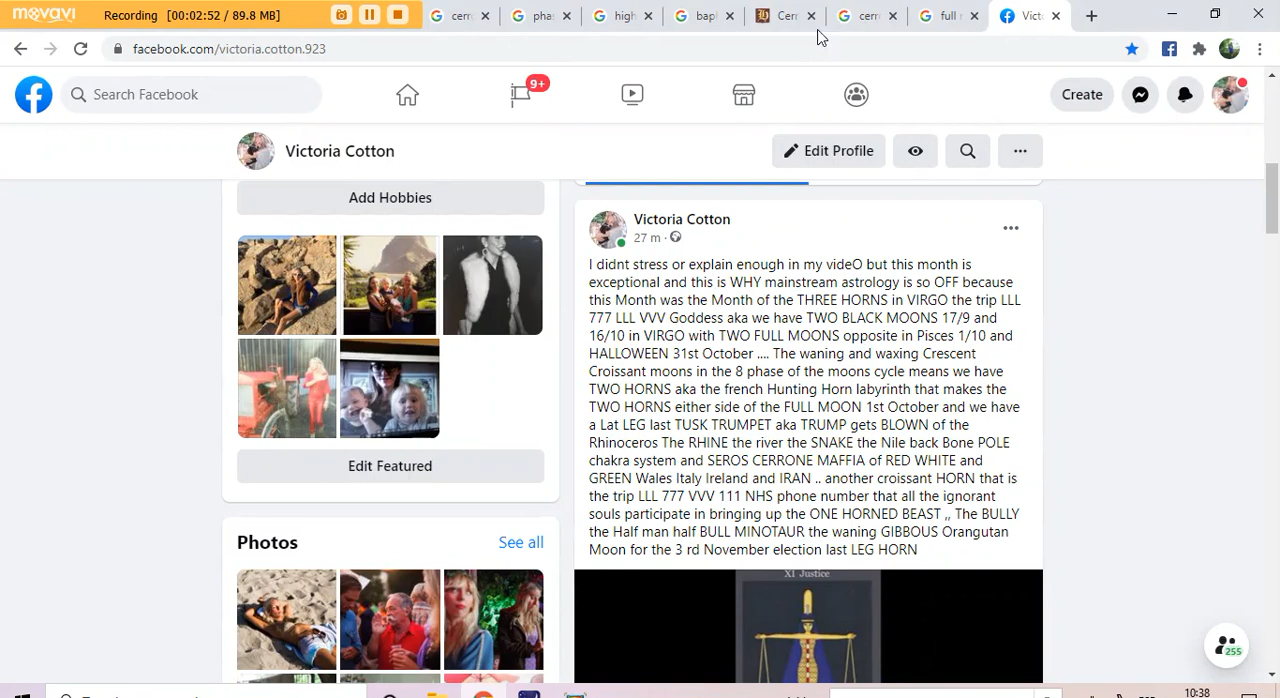 movavi Recording [00:02:52 / 89.8 MB]
cerr
pha
high
bap
Cerr
cerr
full r
Vict
facebook.com/victoria.cotton.923
Search Facebook
9+
Create
Victoria Cotton
Edit Profile
Add Hobbies
Edit Featured
Photos
See all
Victoria Cotton
27 m ·
I didnt stress or explain enough in my videO but this month is
exceptional and this is WHY mainstream astrology is so OFF because
this Month was the Month of the THREE HORNS in VIRGO the trip LLL
777 LLL VVV Goddess aka we have TWO BLACK MOONS 17/9 and
16/10 in VIRGO with TWO FULL MOONS opposite in Pisces 1/10 and
HALLOWEEN 31st October .... The waning and waxing Crescent
Croissant moons in the 8 phase of the moons cycle means we have
TWO HORNS aka the french Hunting Horn labyrinth that makes the
TWO HORNS either side of the FULL MOON 1st October and we have
a Lat LEG last TUSK TRUMPET aka TRUMP gets BLOWN of the
Rhinoceros The RHINE the river the SNAKE the Nile back Bone POLE
chakra system and SEROS CERRONE MAFFIA of RED WHITE and
GREEN Wales Italy Ireland and IRAN .. another croissant HORN that is
the trip LLL 777 VVV 111 NHS phone number that all the ignorant
souls participate in bringing up the ONE HORNED BEAST ,, The BULLY
the Half man half BULL MINOTAUR the waning GIBBOUS Orangutan
Moon for the 3 rd November election last LEG HORN
XI Justice
255
10:38